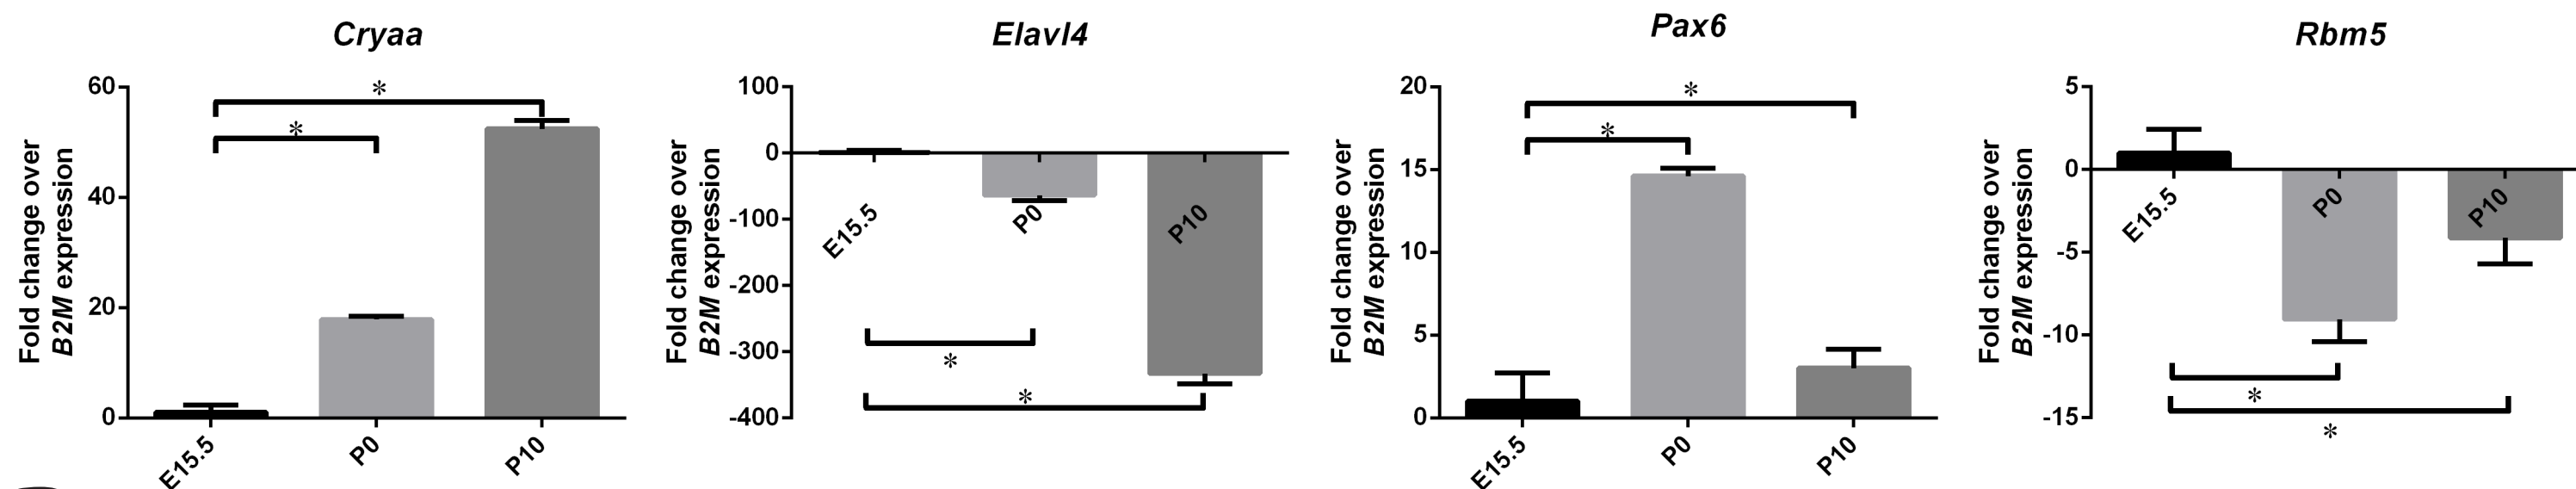 Cryaa
Fold change over
B2M expression
60
40
20
0
*
*
E15.5
P0
P10
Elavl4
Fold change over
B2M expression
100
0
-100
-200
-300
-400
E15.5
P0
P10
*
*
Pax6
Fold change over
B2M expression
20
15
10
5
0
*
*
E15.5
P0
P10
Rbm5
Fold change over
B2M expression
5
0
-5
-10
-15
E15.5
P0
P10
*
*